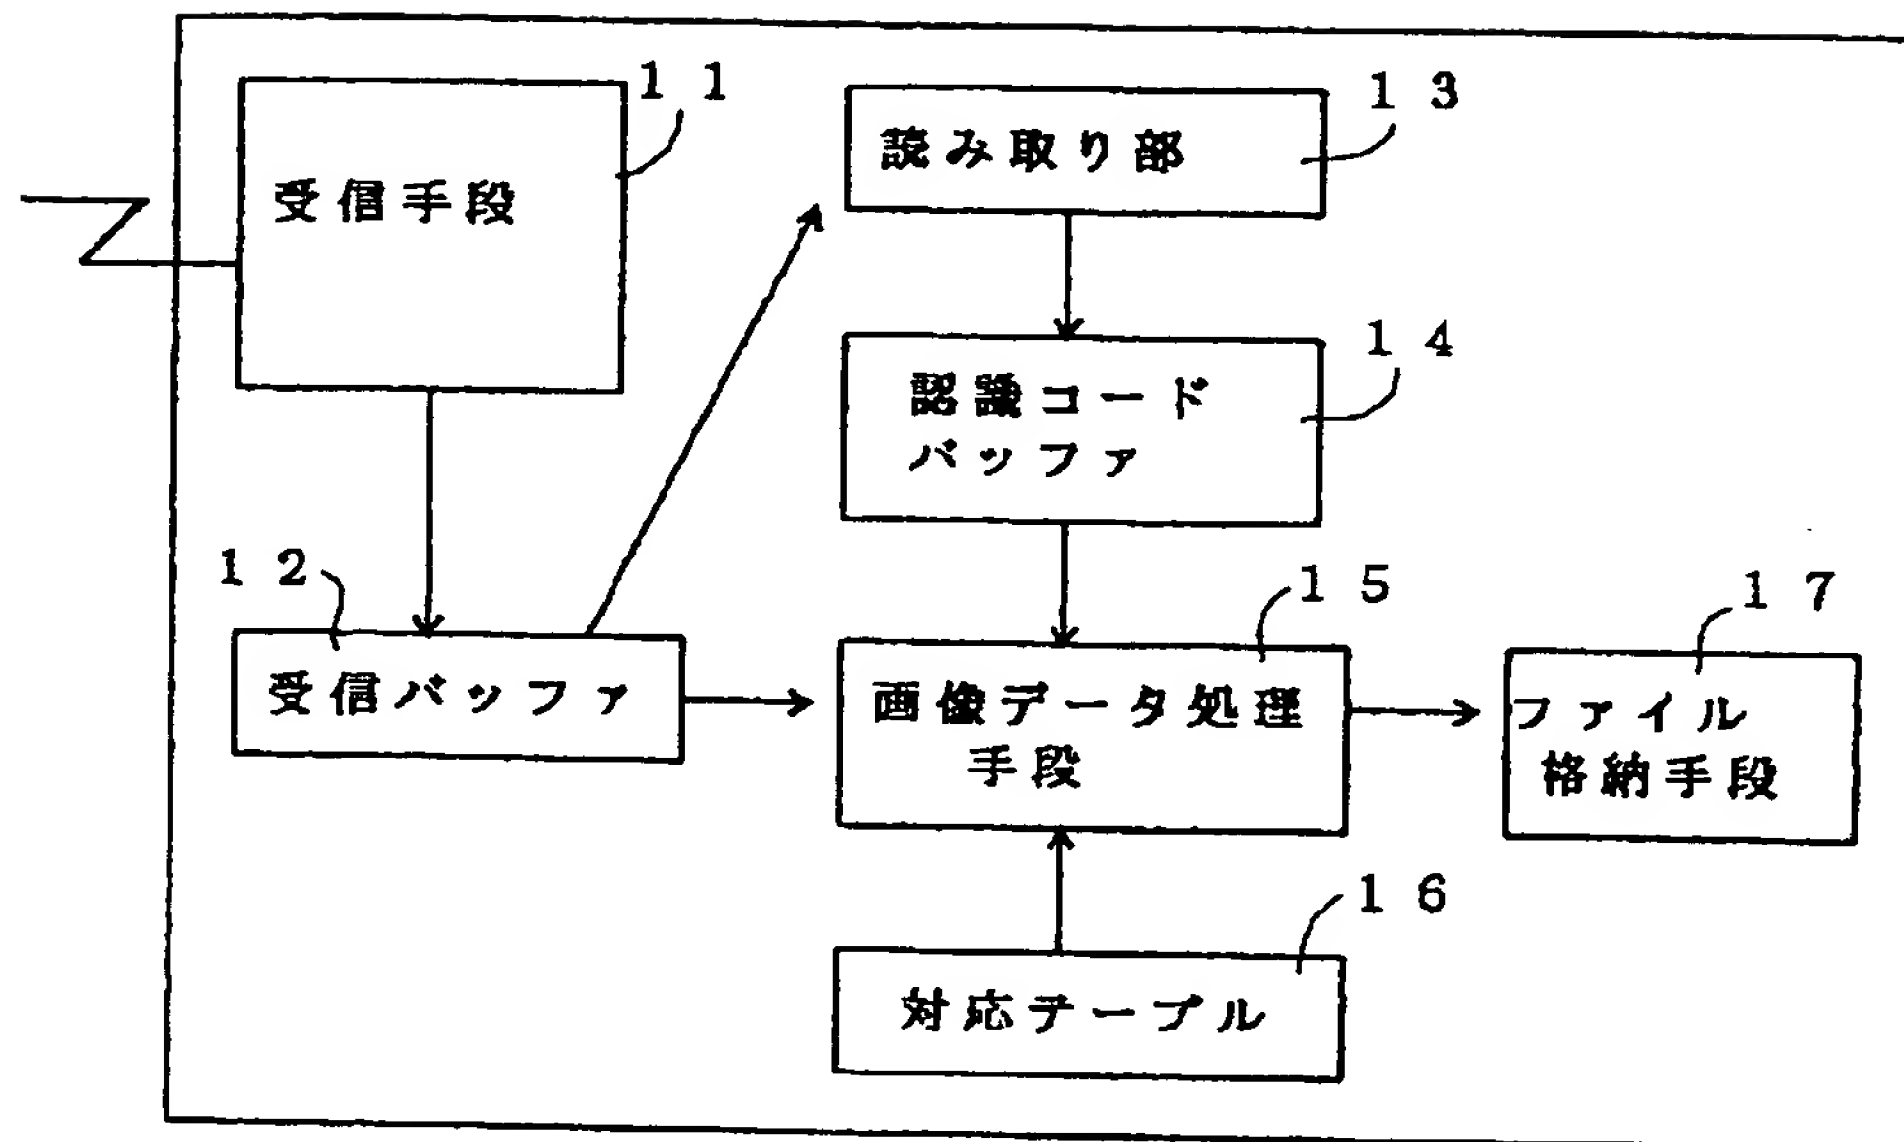 11
受信手段
12
受信バッファ
13
読み取り部
14
認識コード
バッファ
15
画像データ処理
手段
16
対応テーブル
17
ファイル
格納手段